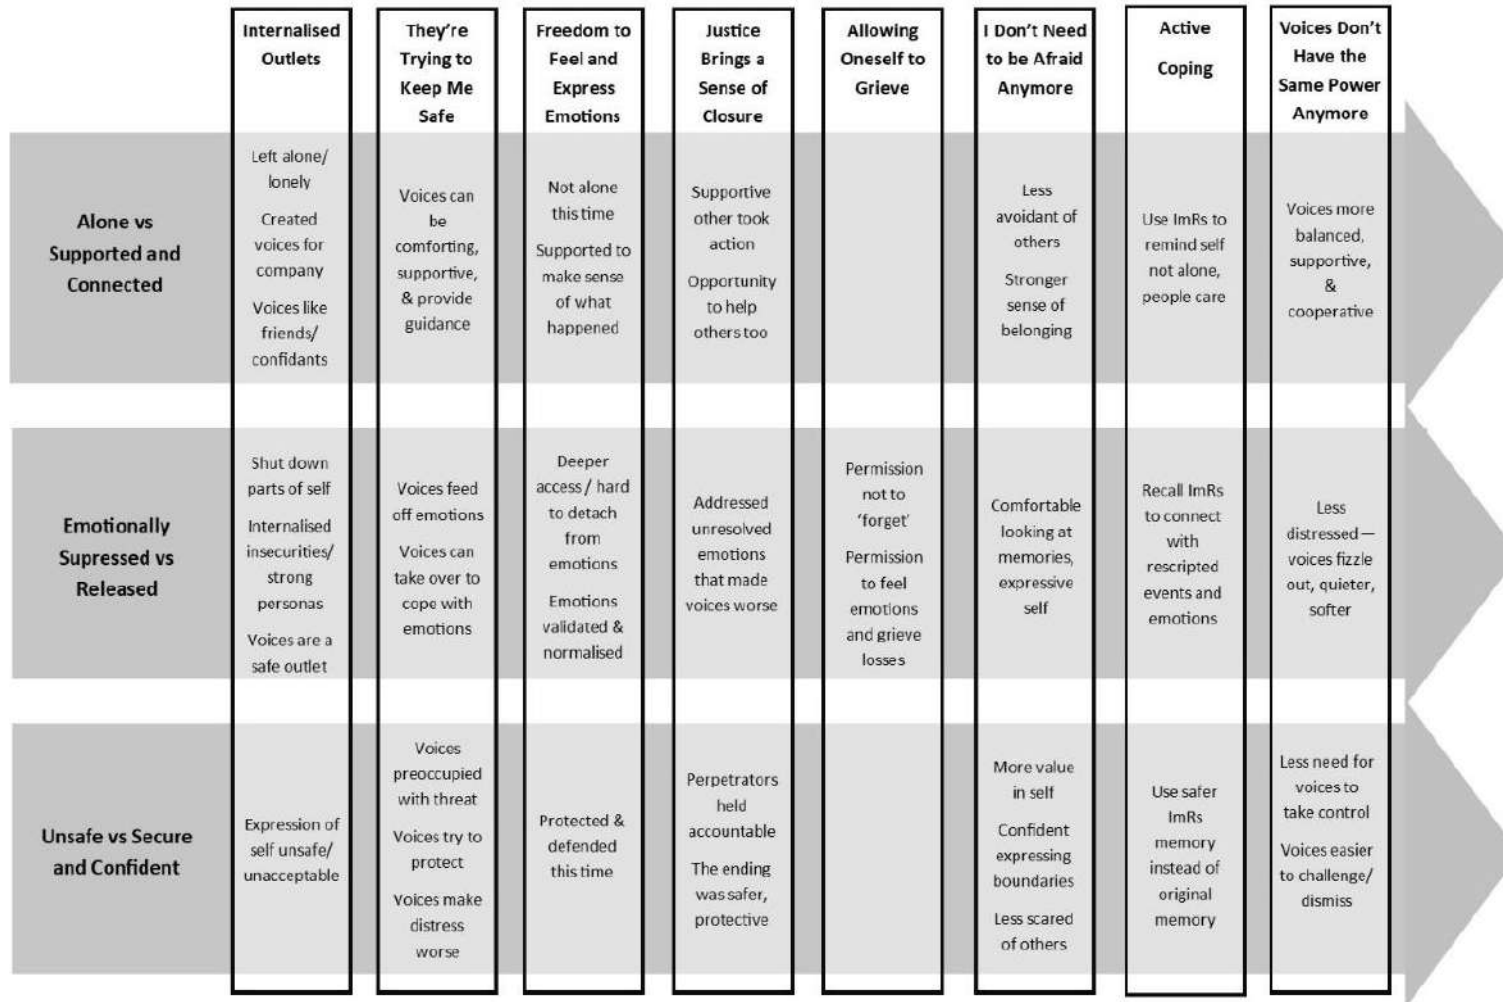 Internalised
Outlets
They're
Trying to
Keep Me
Safe
Freedom to
Feel and
Express
Emotions
Justice
Brings a
Sense of
Closure
Allowing
Oneself to
Grieve
I Don't Need
to be Afraid
Anymore
Active
Coping
Voices Don't
Have the
Same Power
Anymore
Alone vs
Supported and
Connected
Left alone/
lonely
Created
voices for
company
Voices like
friends/
confidants
Voices can
be
comforting,
supportive,
& provide
guidance
Not alone
this time
Supported to
make sense
of what
happened
Supportive
other took
action
Opportunity
to help
others too
Less
avoidant of
others
Stronger
sense of
belonging
Use ImRs to
remind self
not alone,
people care
Voices more
balanced,
supportive,
&
cooperative
Emotionally
Supressed vs
Released
Shut down
parts of self
Internalised
insecurities/
strong
personas
Voices are a
safe outlet
Voices feed
off emotions
Voices can
take over to
cope with
emotions
Deeper
access / hard
to detach
from
emotions
Emotions
validated &
normalised
Addressed
unresolved
emotions
that made
voices worse
Permission
not to
‘forget’
Permission
to feel
emotions
and grieve
losses
Comfortable
looking at
memories,
expressive
self
Recall ImRs
to connect
with
rescripted
events and
emotions
Less
distressed—
voices fizzle
out, quieter,
softer
Unsafe vs Secure
and Confident
Expression of
self unsafe/
unacceptable
Voices
preoccupied
with threat
Voices try to
protect
Voices make
distress
worse
Protected &
defended
this time
Perpetrators
held
accountable
The ending
was safer,
protective
More value
in self
Confident
expressing
boundaries
Less scared
of others
Use safer
ImRs
memory
instead of
original
memory
Less need for
voices to
take control
Voices easier
to challenge/
dismiss